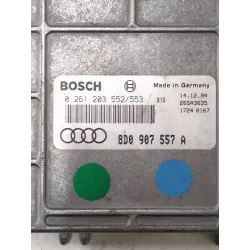 BOSCH
Made in Germany
0 261 203 552/553
14.12.94
26SA3635
1724 8167
8D0 907 557 A